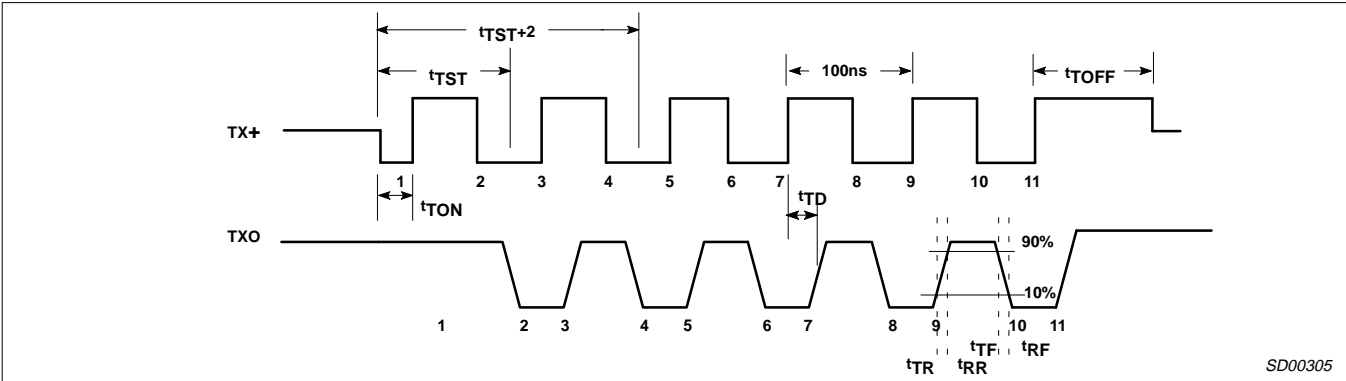 tTST+2
tTST
100ns
tTOFF
TX+
1 2 3 4 5 6 7 8 9 10 11
tTON
tTD
TXO
90%
10%
1 2 3 4 5 6 7 8 9 10 11
tTF tRF
tTR tRR
SD00305